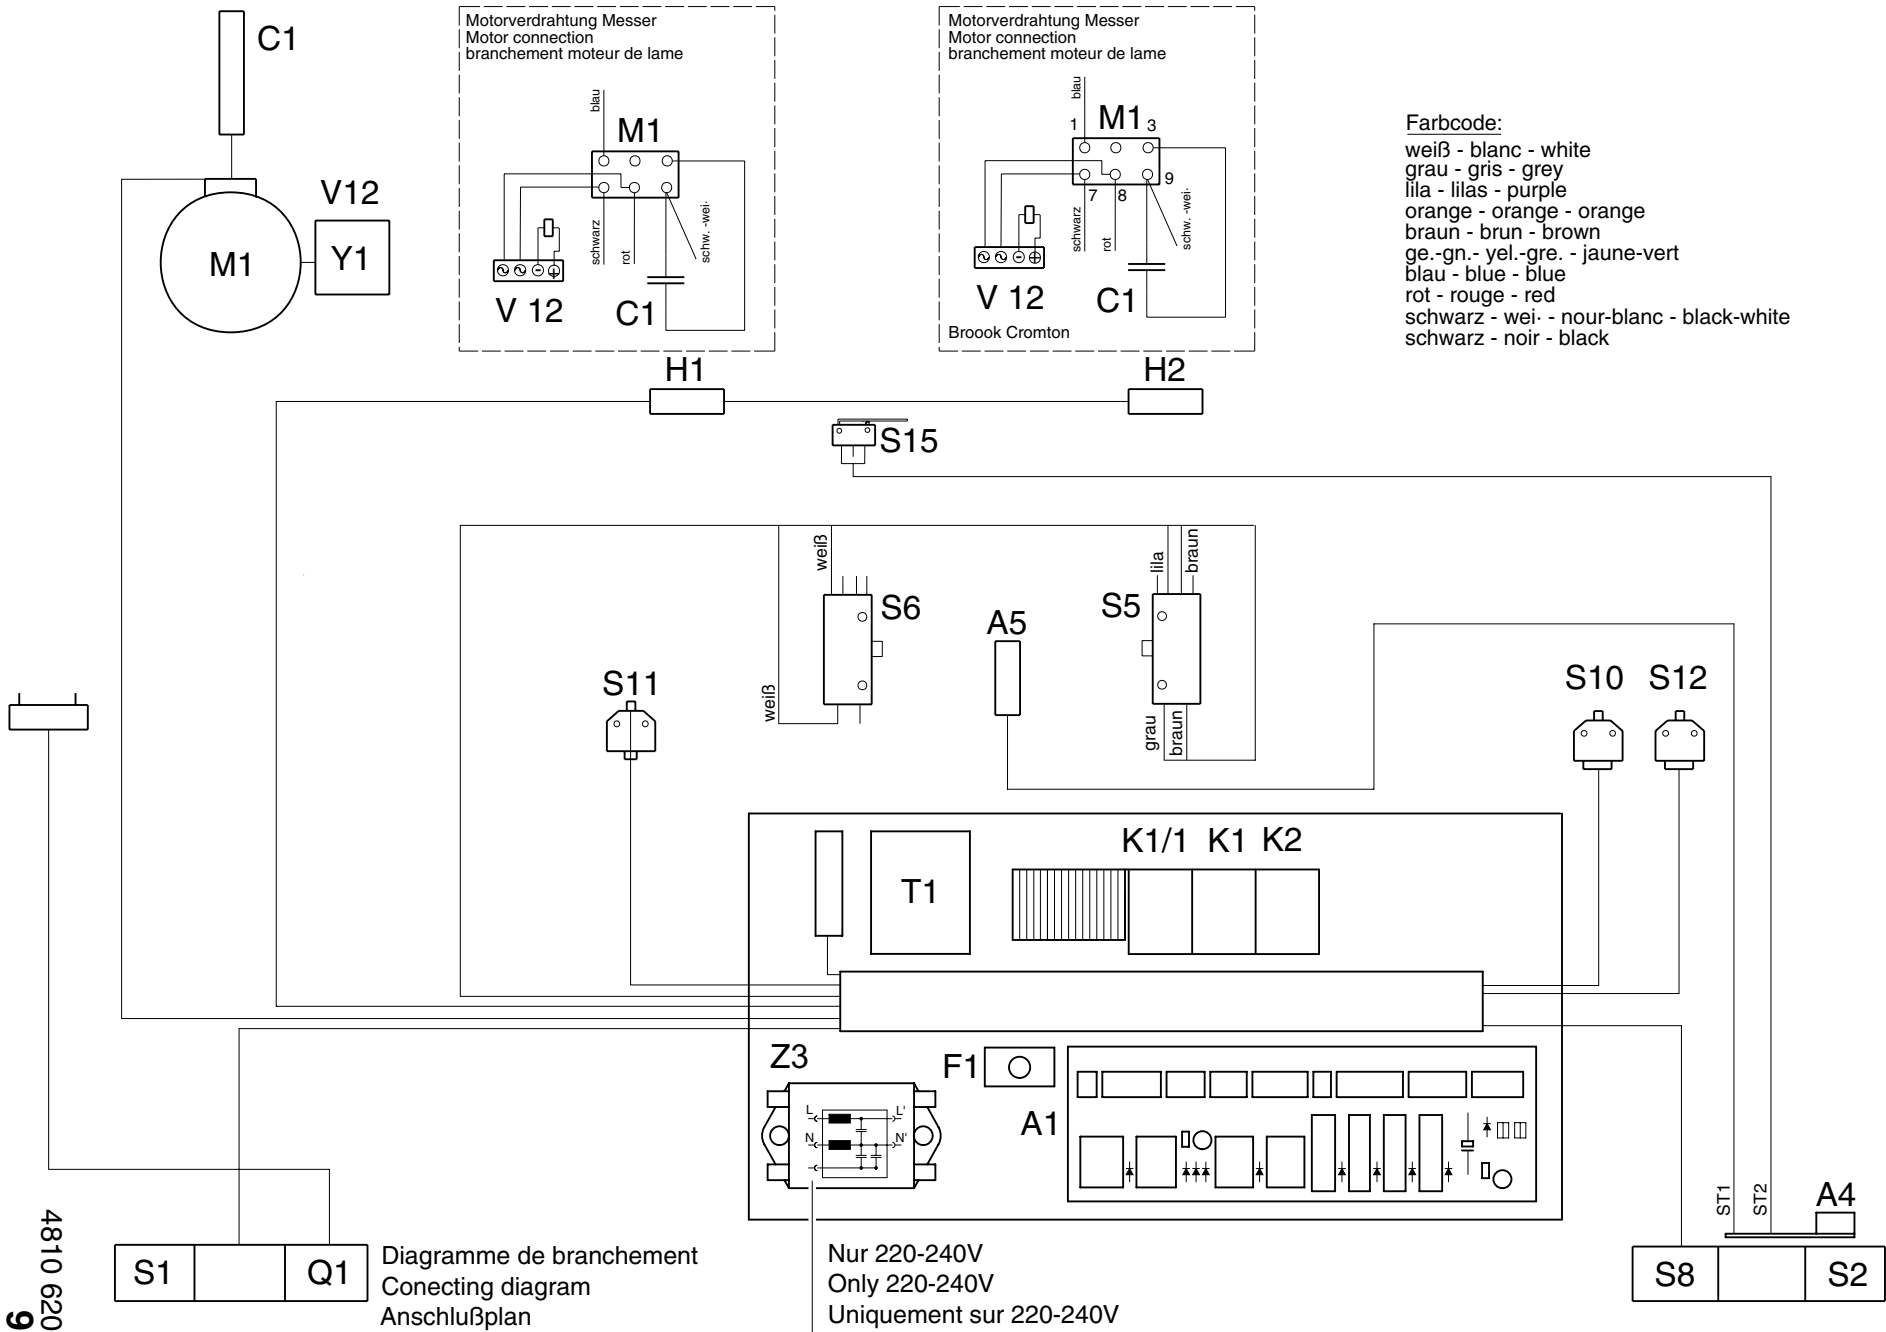 C1
V12
M1
Y1
Motorverdrahtung Messer
Motor connection
branchement moteur de lame
blau
M1
schwarz
rot
schw. -wei·
V 12
C1
Motorverdrahtung Messer
Motor connection
branchement moteur de lame
blau
1
M1
3
9
7
8
schwarz
rot
schw. -wei·
V 12
C1
Broook Cromton
Farbcode:
weiß - blanc - white
grau - gris - grey
lila - lilas - purple
orange - orange - orange
braun - brun - brown
ge.-gn.- yel.-gre. - jaune-vert
blau - blue - blue
rot - rouge - red
schwarz - wei· - nour-blanc - black-white
schwarz - noir - black
H1
H2
S15
weiß
S6
weiß
lila
braun
S5
grau
braun
A5
S11
S10
S12
K1/1
K1
K2
T1
Z3
L
L'
N
N'
F1
A1
ST1
ST2
A4
S1
Q1
Diagramme de branchement
Conecting diagram
Anschlußplan
Nur 220-240V
Only 220-240V
Uniquement sur 220-240V
S8
S2
4810 620
9